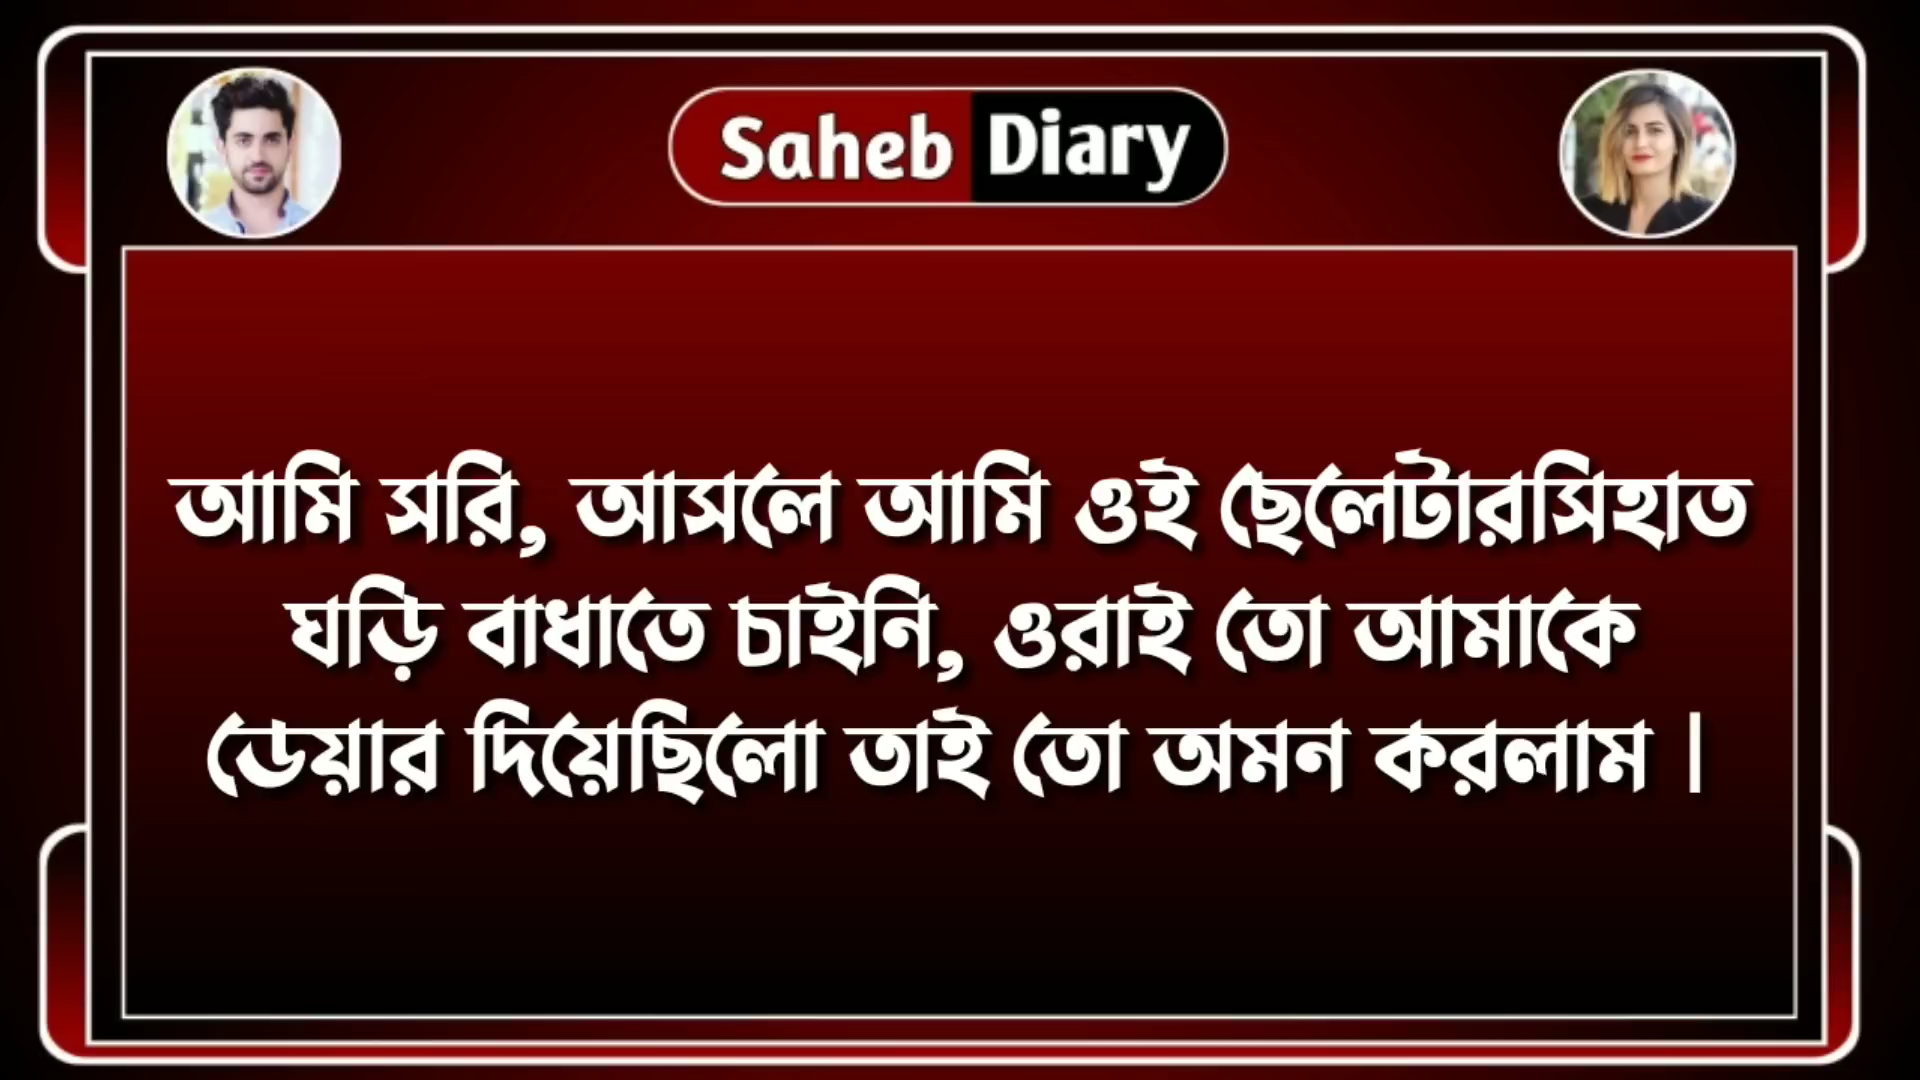 Saheb Diary
আমি সরি, আসলে আমি ওই ছেলেটারসিহাত
ঘড়ি বাধাতে চাইনি, ওরাই তো আমাকে
ডেয়ার দিয়েছিলো তাই তো অমন করলাম |